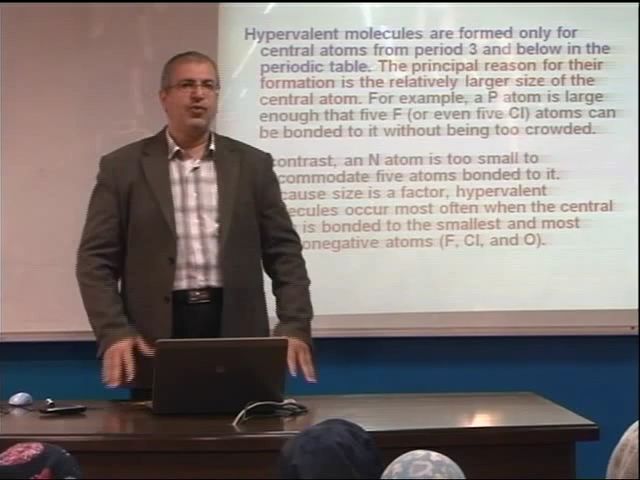 Hypervalent molecules are formed only for
central atoms from period 3 and below in the
periodic table. The principal reason for their
formation is the relatively larger size of the
central atom. For example, a P atom is large
enough that five F (or even five Cl) atoms can
be bonded to it without being too crowded.
contrast, an N atom is too small to
commodate five atoms bonded to it.
cause size is a factor, hypervalent
ecules occur most often when the central
is bonded to the smallest and most
onegative atoms (F, Cl, and O).